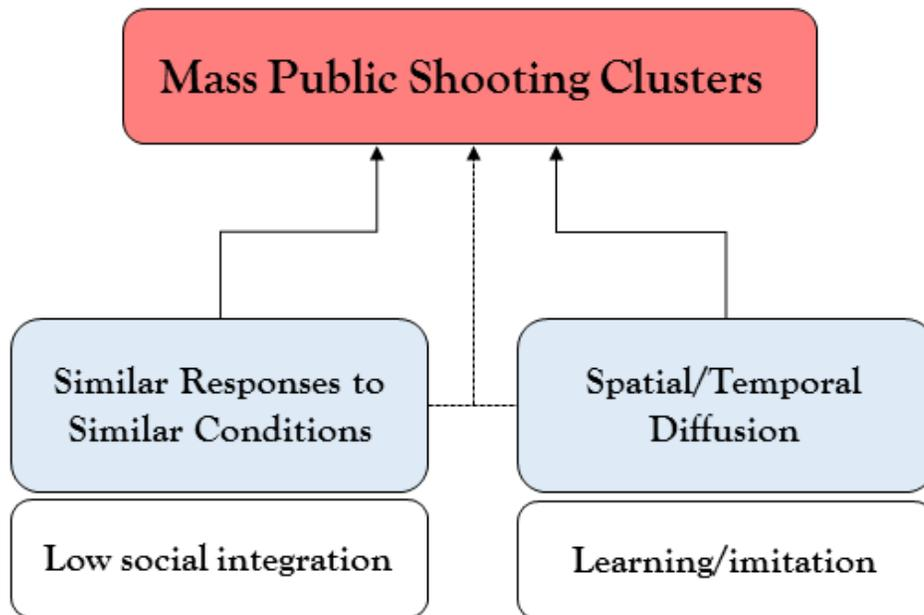 Mass Public Shooting Clusters
Similar Responses to
Similar Conditions
Spatial/Temporal
Diffusion
Low social integration
Learning/imitation